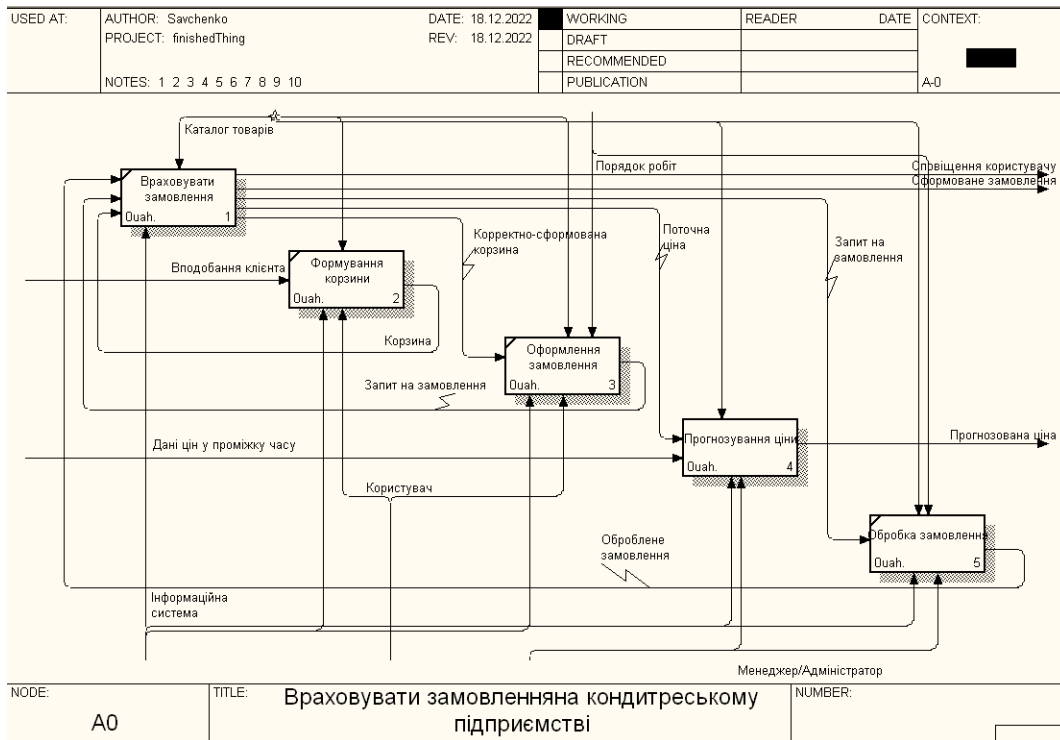 USED AT:
AUTHOR: Savchenko
DATE: 18.12.2022
WORKING
READER
DATE
CONTEXT:
PROJECT: finishedThing
REV: 18.12.2022
DRAFT
RECOMMENDED
NOTES: 1 2 3 4 5 6 7 8 9 10
PUBLICATION
A-0
Каталог товарів
Порядок робіт
Сповіщення користувачу
Сформоване замовлення
Враховувати
замовлення
0uah.
1
Корректно-сформована
корзина
Поточна
ціна
Запит на
замовлення
Вподобання клієнта
Формування
корзини
0uah.
2
Корзина
Оформлення
замовлення
0uah.
3
Запит на замовлення
Дані цін у проміжку часу
Прогнозування ціни
0uah.
4
Прогнозована ціна
Користувач
Оброблене
замовлення
Обробка замовлення
0uah.
5
Інформаційна
система
Менеджер/Адміністратор
NODE:
A0
TITLE:
Враховувати замовленняна кондитреському
підприємстві
NUMBER: